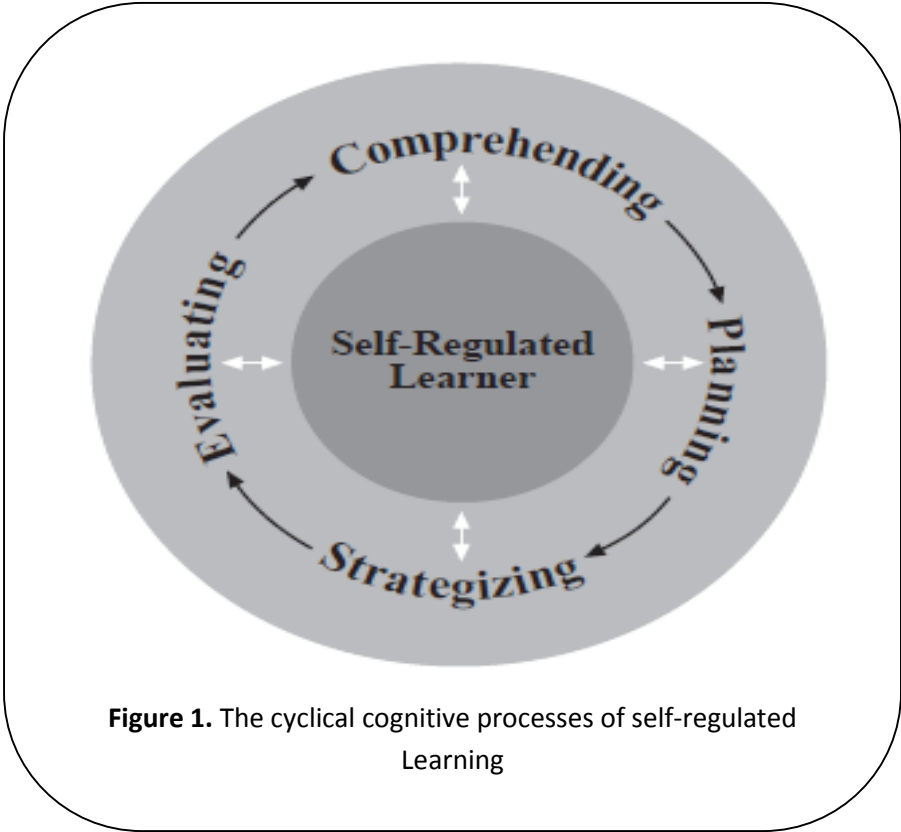 Comprehending
Planning
Strategizing
Evaluating
Self-Regulated
Learner
Figure 1. The cyclical cognitive processes of self-regulated
Learning